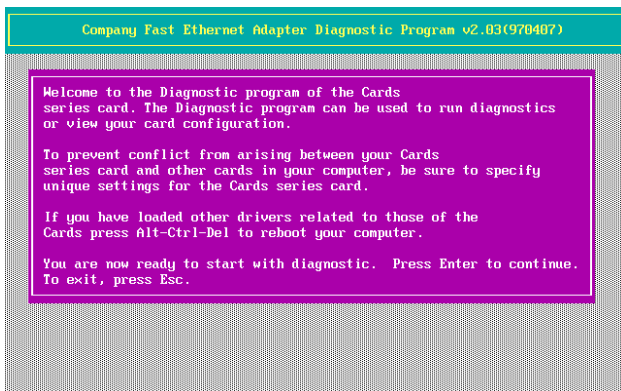 Company Fast Ethernet Adapter Diagnostic Program v2.03(970407)
Welcome to the Diagnostic program of the Cards
series card. The Diagnostic program can be used to run diagnostics
or view your card configuration.
To prevent conflict from arising between your Cards
series card and other cards in your computer, be sure to specify
unique settings for the Cards series card.
If you have loaded other drivers related to those of the
Cards press Alt-Ctrl-Del to reboot your computer.
You are now ready to start with diagnostic.  Press Enter to continue.
To exit, press Esc.